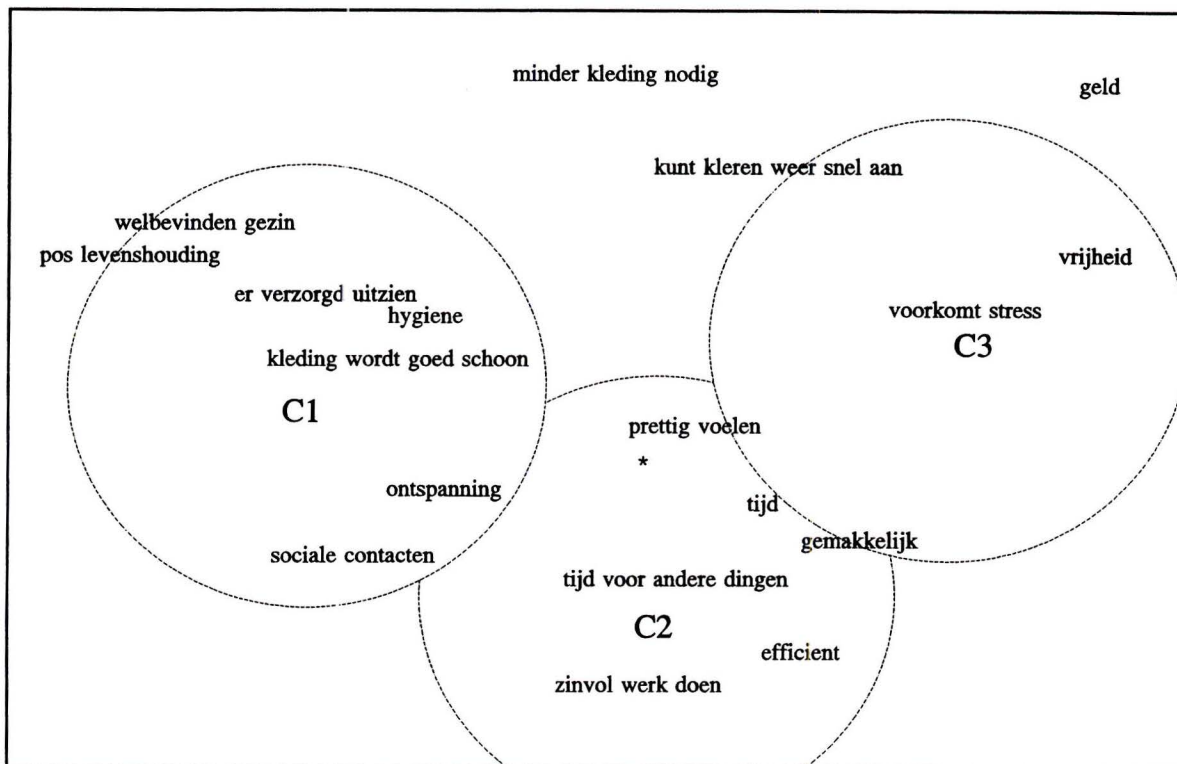 minder kleding nodig
geld
kunt kleren weer snel aan
welbevinden gezin
pos levenshouding
vrijheid
er verzorgd uitzien
hygiene
voorkomt stress
C3
kleding wordt goed schoon
C1
prettig voelen
*
ontspanning
tijd
gemakkelijk
sociale contacten
tijd voor andere dingen
C2
efficient
zinvol werk doen